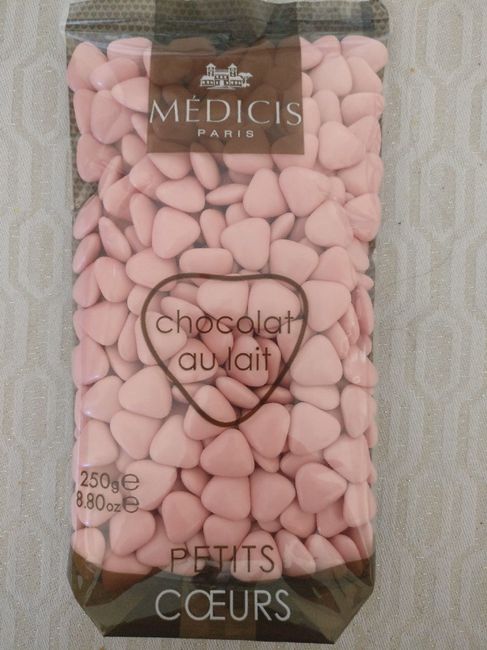 MÉDICIS
PARIS
chocolat
au lait
250g℮
8.80oz℮
PETITS
CŒURS